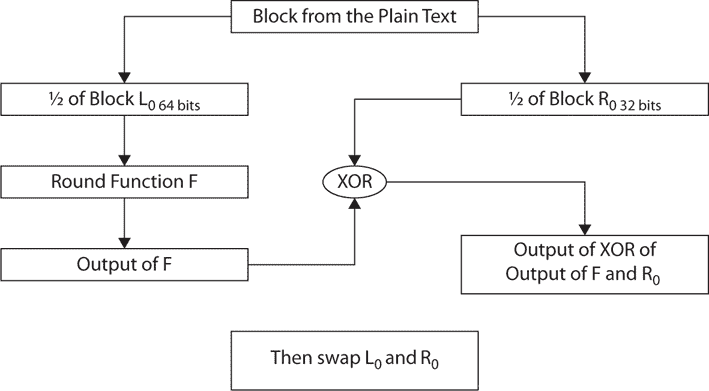 Block from the Plain Text
½ of Block L0 64 bits
½ of Block R0 32 bits
Round Function F
XOR
Output of F
Output of XOR of
Output of F and R0
Then swap L0 and R0